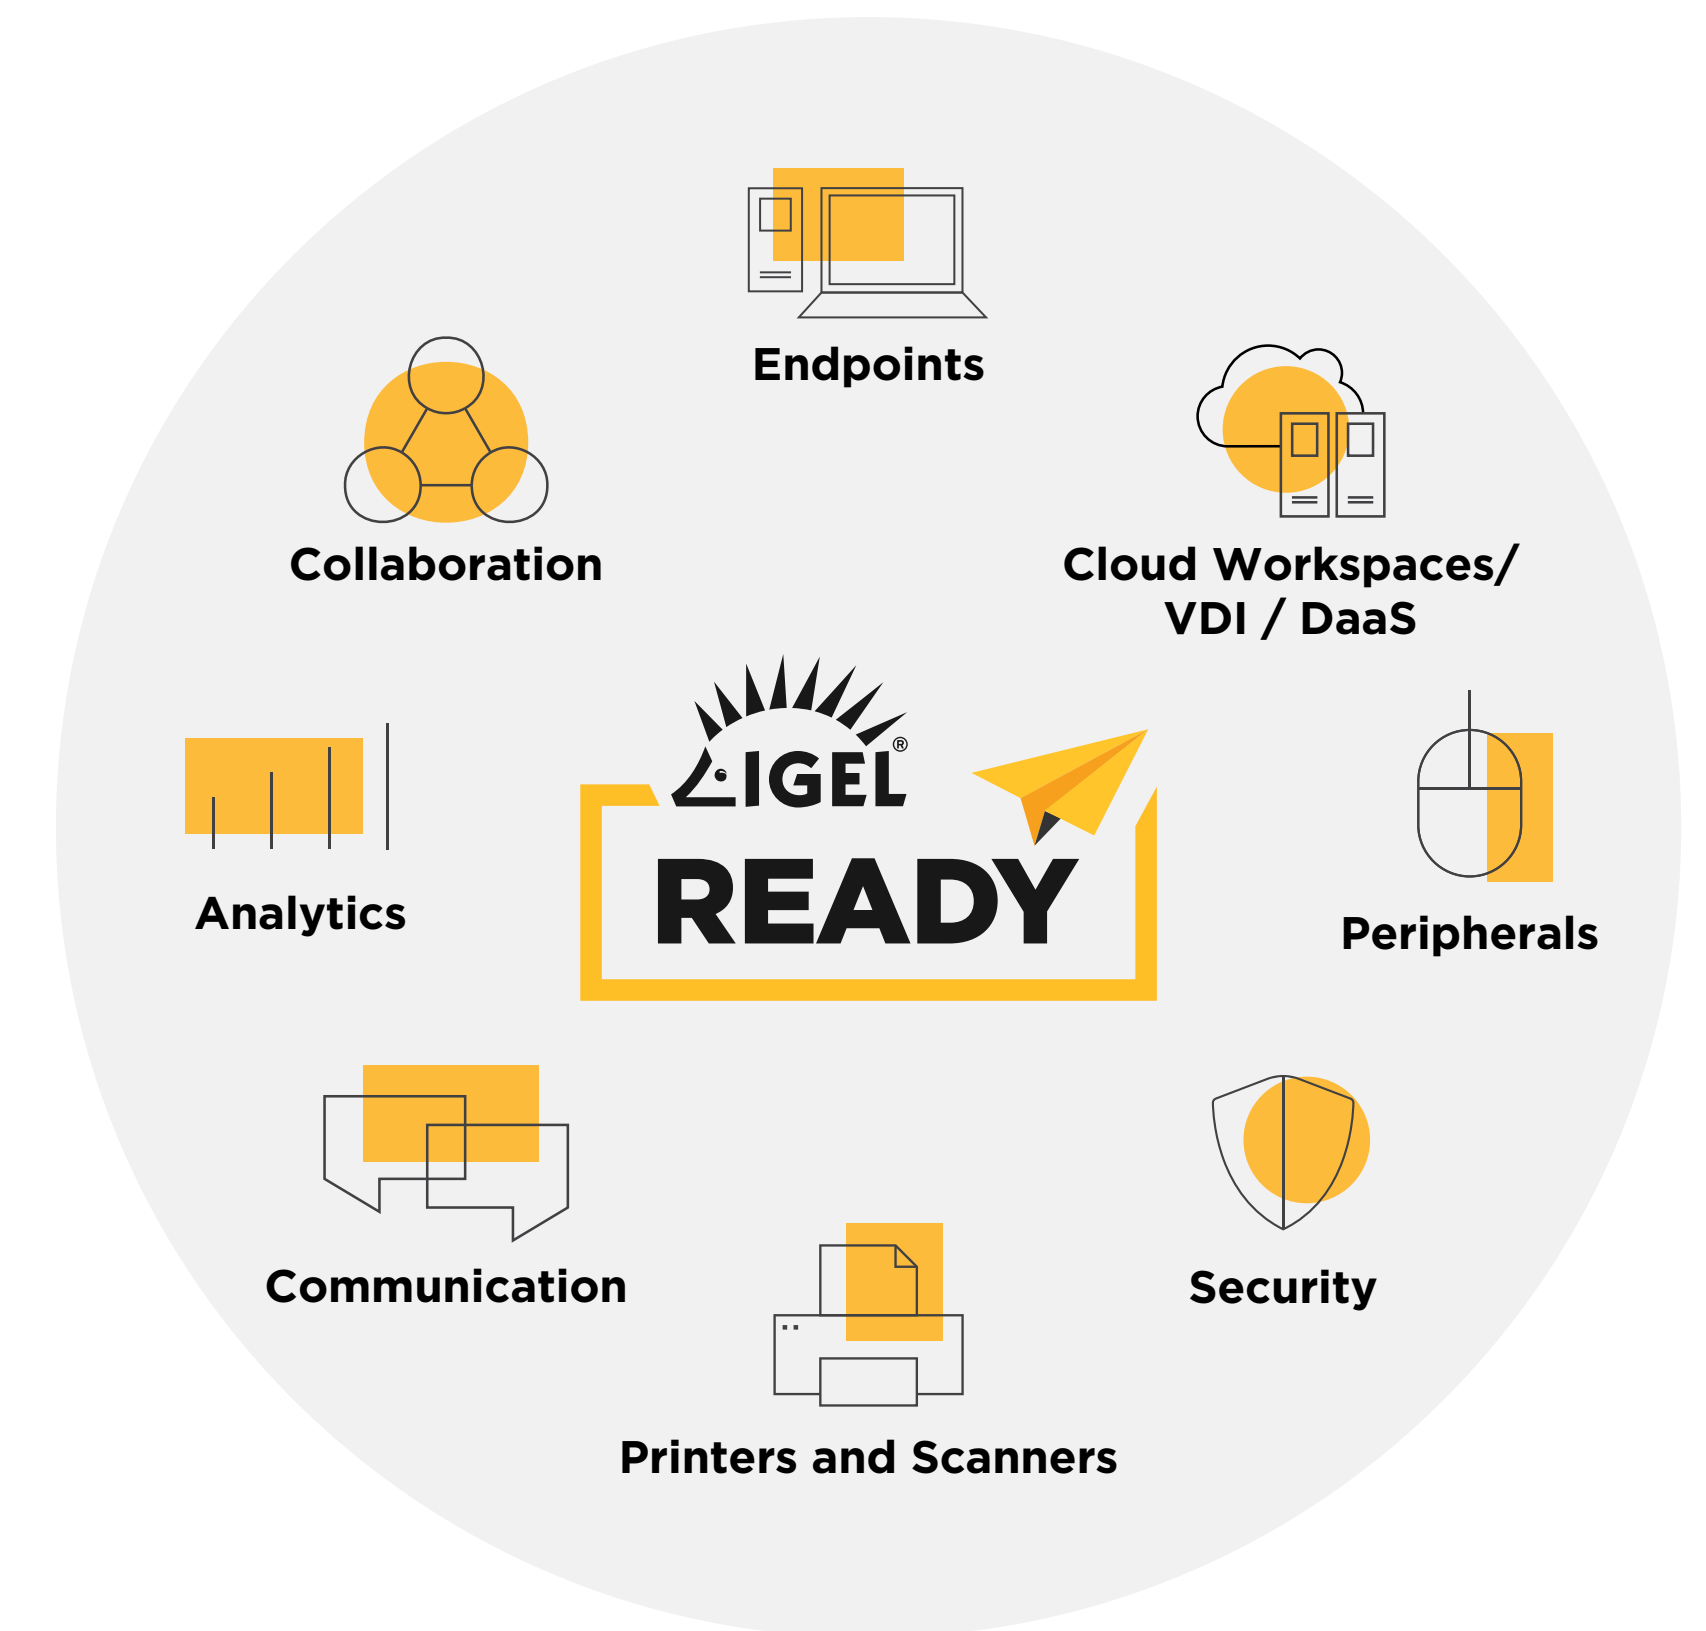 Endpoints
Collaboration
Cloud Workspaces/
VDI / DaaS
IGEL®
READY
Analytics
Peripherals
Communication
Security
Printers and Scanners